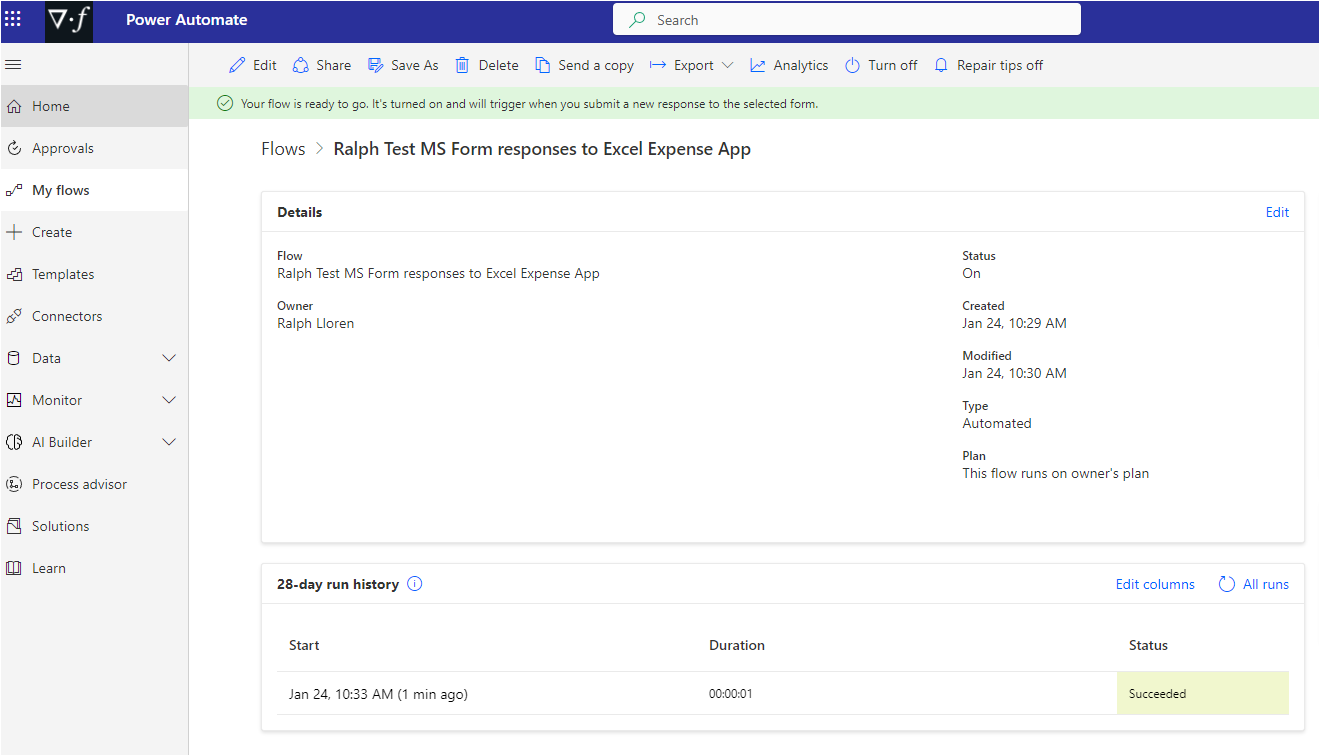 ∇·f
Power Automate
Search
Edit
Share
Save As
Delete
Send a copy
Export
Analytics
Turn off
Repair tips off
Home
Approvals
My flows
Create
Templates
Connectors
Data
Monitor
AI Builder
Process advisor
Solutions
Learn
Your flow is ready to go. It's turned on and will trigger when you submit a new response to the selected form.
Flows > Ralph Test MS Form responses to Excel Expense App
Details
Edit
Flow
Ralph Test MS Form responses to Excel Expense App
Owner
Ralph Lloren
Status
On
Created
Jan 24, 10:29 AM
Modified
Jan 24, 10:30 AM
Type
Automated
Plan
This flow runs on owner's plan
28-day run history
Edit columns
All runs
Start Duration Status
Jan 24, 10:33 AM (1 min ago) 00:00:01 Succeeded